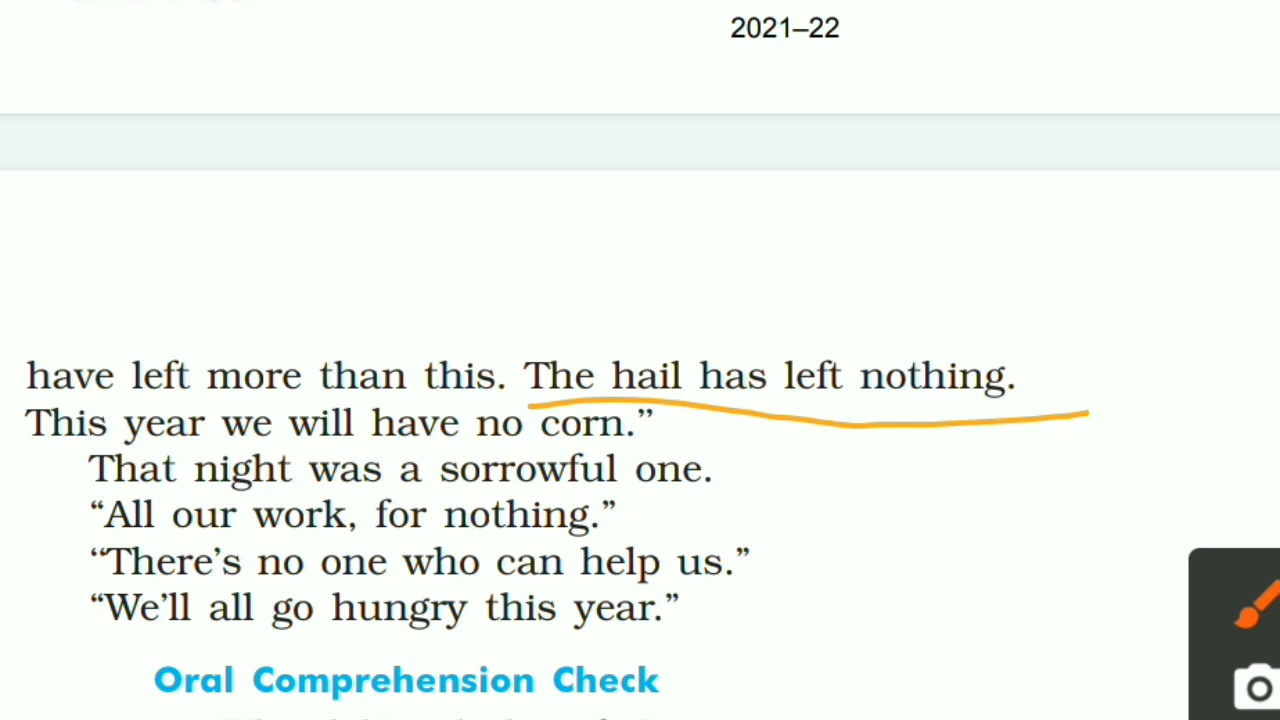 2021–22
have left more than this. The hail has left nothing.
This year we will have no corn.”
That night was a sorrowful one.
“All our work, for nothing.”
“There’s no one who can help us.”
“We’ll all go hungry this year.”
Oral Comprehension Check